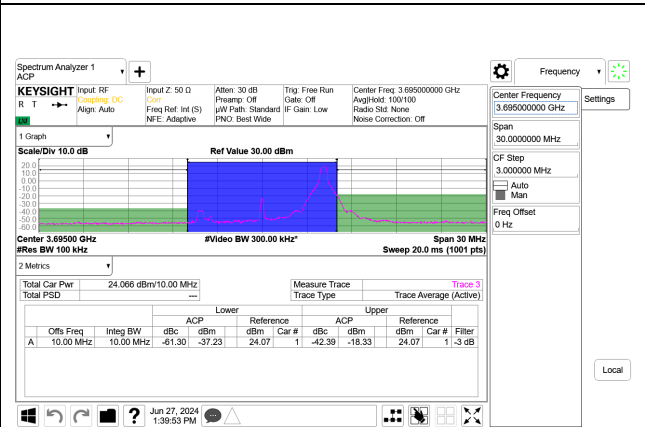 Spectrum Analyzer 1
ACP
Frequency
KEYSIGHT
R T
LXI
Input: RF
Coupling: DC
Align: Auto
Input Z: 50 Ω
Corr
Freq Ref: Int (S)
NFE: Adaptive
Atten: 30 dB
Preamp: Off
µW Path: Standard
PNO: Best Wide
Trig: Free Run
Gate: Off
IF Gain: Low
Center Freq: 3.695000000 GHz
Avg|Hold: 100/100
Radio Std: None
Noise Correction: Off
Center Frequency
3.695000000 GHz
Settings
Span
30.0000000 MHz
CF Step
3.000000 MHz
Auto
Man
Freq Offset
0 Hz
1 Graph
Scale/Div 10.0 dB
Ref Value 30.00 dBm
20.0
10.0
0.00
-10.0
-20.0
-30.0
-40.0
-50.0
-60.0
Center 3.69500 GHz
#Video BW 300.00 kHz*
Span 30 MHz
#Res BW 100 kHz
Sweep 20.0 ms (1001 pts)
2 Metrics
Total Car Pwr 24.066 dBm/10.00 MHz
Total PSD ---
Measure Trace Trace 3
Trace Type Trace Average (Active)
Lower Upper
ACP Reference ACP Reference
Offs Freq Integ BW dBc dBm dBm Car # dBc dBm dBm Car # Filter
A 10.00 MHz 10.00 MHz -61.30 -37.23 24.07 1 -42.39 -18.33 24.07 1 -3 dB
Local
?
Jun 27, 2024
1:39:53 PM